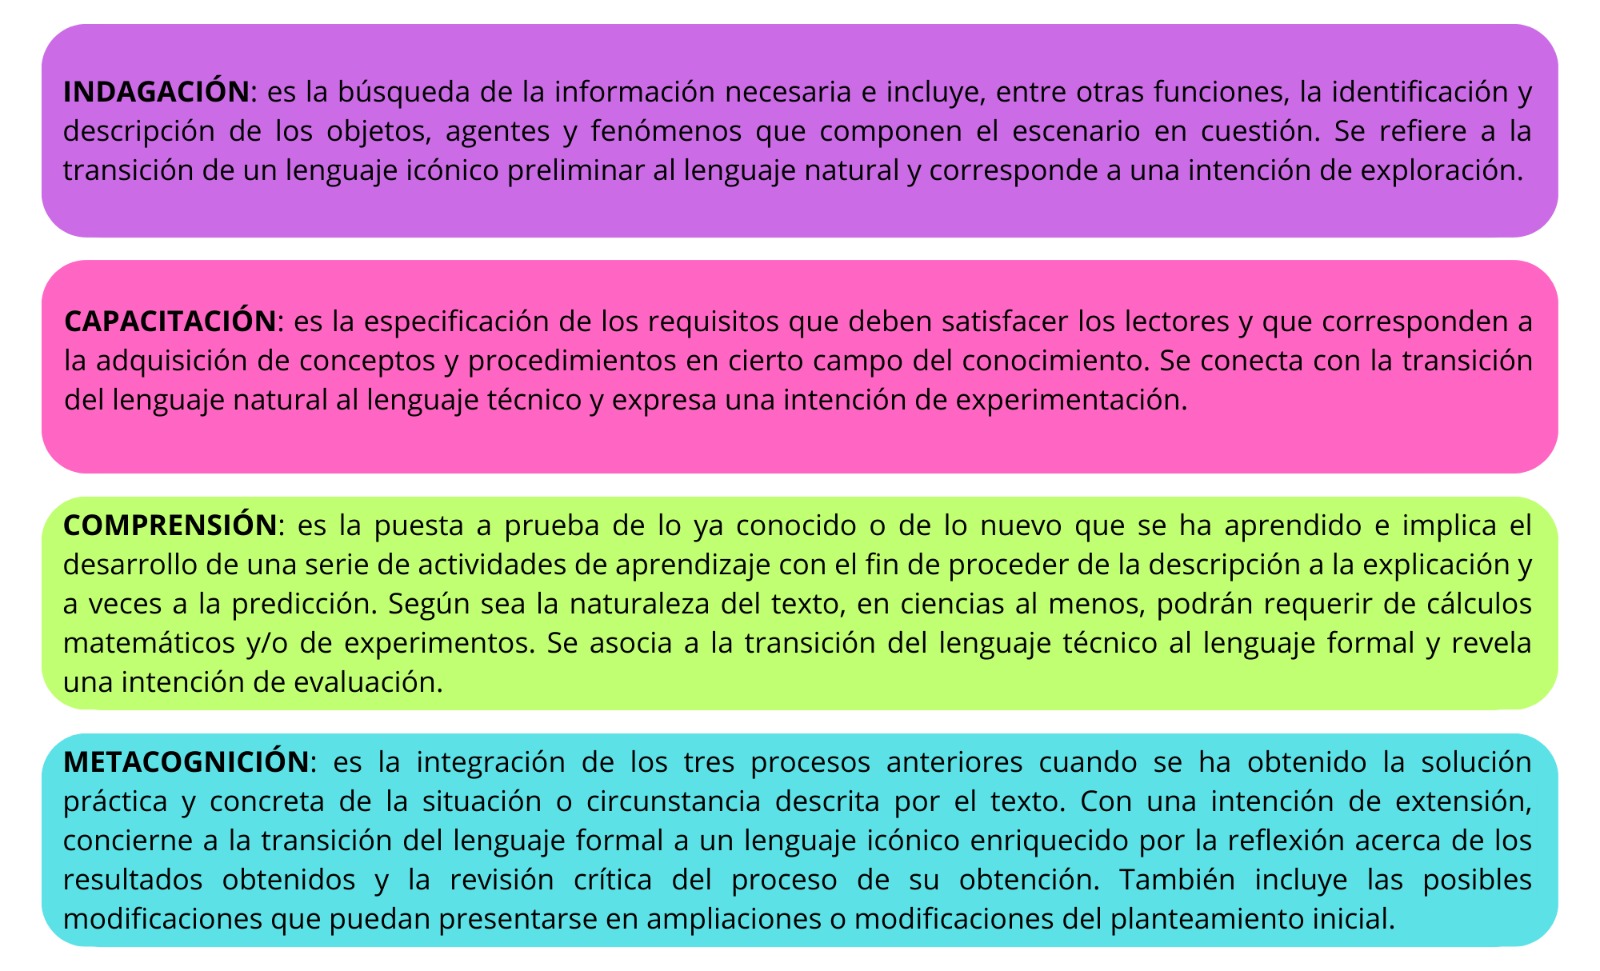 INDAGACIÓN: es la búsqueda de la información necesaria e incluye, entre otras funciones, la identificación y
descripción de los objetos, agentes y fenómenos que componen el escenario en cuestión. Se refiere a la
transición de un lenguaje icónico preliminar al lenguaje natural y corresponde a una intención de exploración.
CAPACITACIÓN: es la especificación de los requisitos que deben satisfacer los lectores y que corresponden a
la adquisición de conceptos y procedimientos en cierto campo del conocimiento. Se conecta con la transición
del lenguaje natural al lenguaje técnico y expresa una intención de experimentación.
COMPRENSIÓN: es la puesta a prueba de lo ya conocido o de lo nuevo que se ha aprendido e implica el
desarrollo de una serie de actividades de aprendizaje con el fin de proceder de la descripción a la explicación y
a veces a la predicción. Según sea la naturaleza del texto, en ciencias al menos, podrán requerir de cálculos
matemáticos y/o de experimentos. Se asocia a la transición del lenguaje técnico al lenguaje formal y revela
una intención de evaluación.
METACOGNICIÓN: es la integración de los tres procesos anteriores cuando se ha obtenido la solución
práctica y concreta de la situación o circunstancia descrita por el texto. Con una intención de extensión,
concierne a la transición del lenguaje formal a un lenguaje icónico enriquecido por la reflexión acerca de los
resultados obtenidos y la revisión crítica del proceso de su obtención. También incluye las posibles
modificaciones que puedan presentarse en ampliaciones o modificaciones del planteamiento inicial.